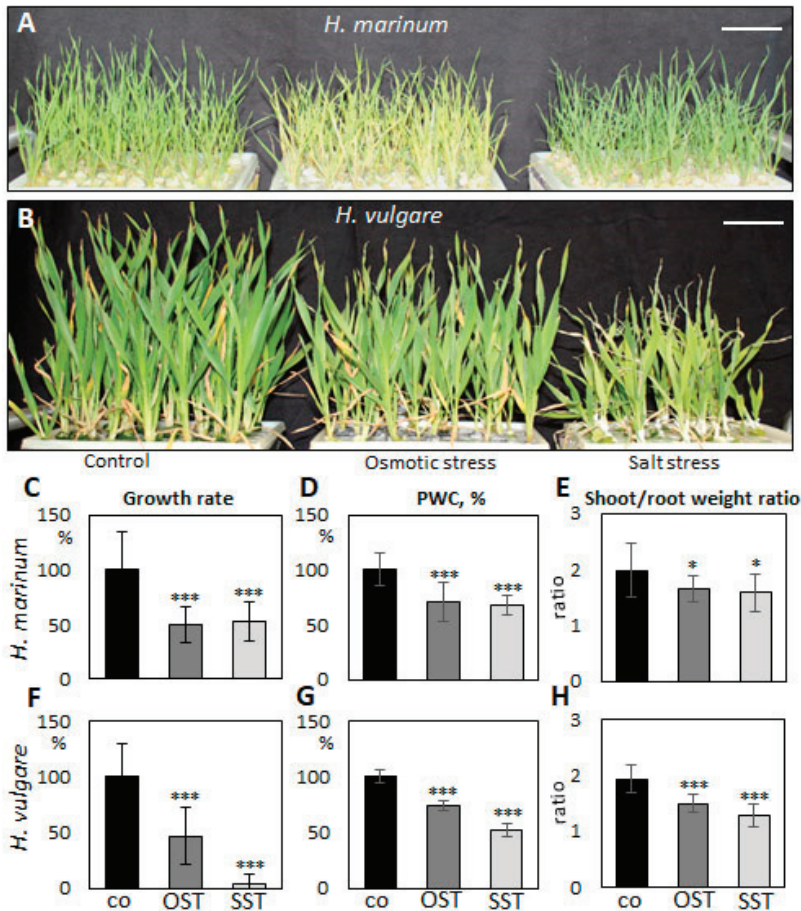 A
H. marinum
B
H. vulgare
Control Osmotic stress Salt stress
C Growth rate
D PWC, %
E Shoot/root weight ratio
H. marinum
150
%
100
50
0
*** ***
150
%
100
50
0
*** ***
3
2
1
0
ratio
* *
F
G
H
H. vulgare
150
%
100
50
0
*** ***
co OST SST
150
%
100
50
0
*** ***
co OST SST
3
2
1
0
ratio
*** ***
co OST SST